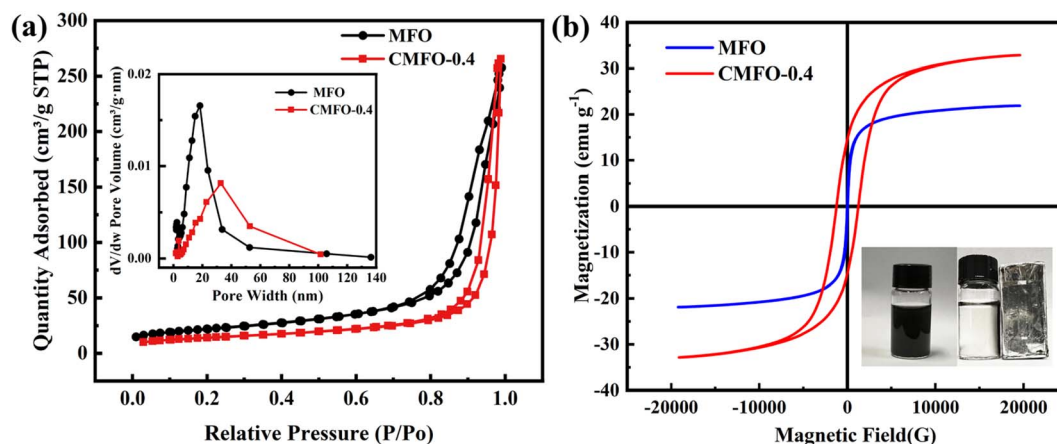 (a)
300
250
200
150
100
50
0
Quantity Adsorbed (cm³/g STP)
MFO
CMFO-0.4
0.02
0.01
0.00
dV/dw Pore Volume (cm³/g·nm)
MFO
CMFO-0.4
0 20 40 60 80 100 120 140
Pore Width (nm)
0.0 0.2 0.4 0.6 0.8 1.0
Relative Pressure (P/Po)
(b)
40
30
20
10
0
-10
-20
-30
-40
Magnetization (emu g⁻¹)
MFO
CMFO-0.4
-20000 -10000 0 10000 20000
Magnetic Field(G)